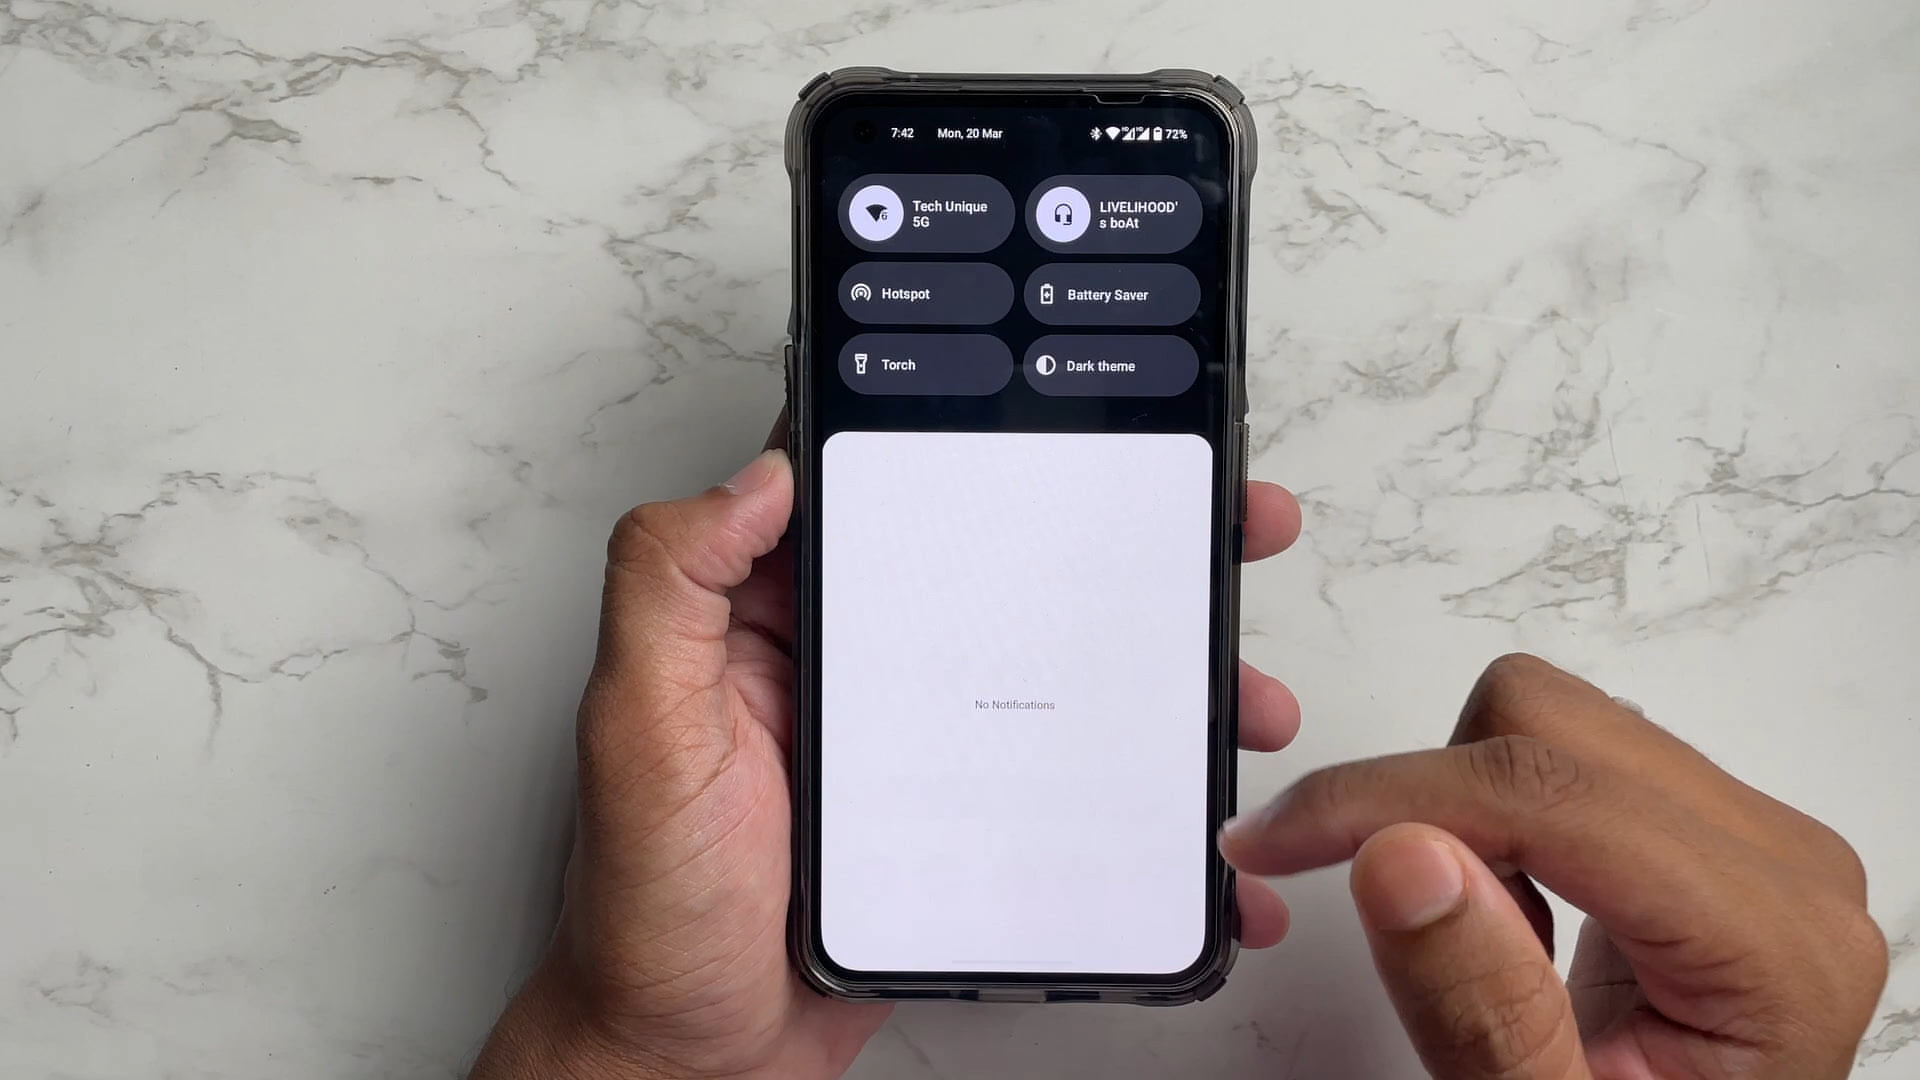 7:42 Mon, 20 Mar 72%
Tech Unique
5G
LIVELIHOOD'
s boAt
Hotspot
Battery Saver
Torch
Dark theme
No Notifications